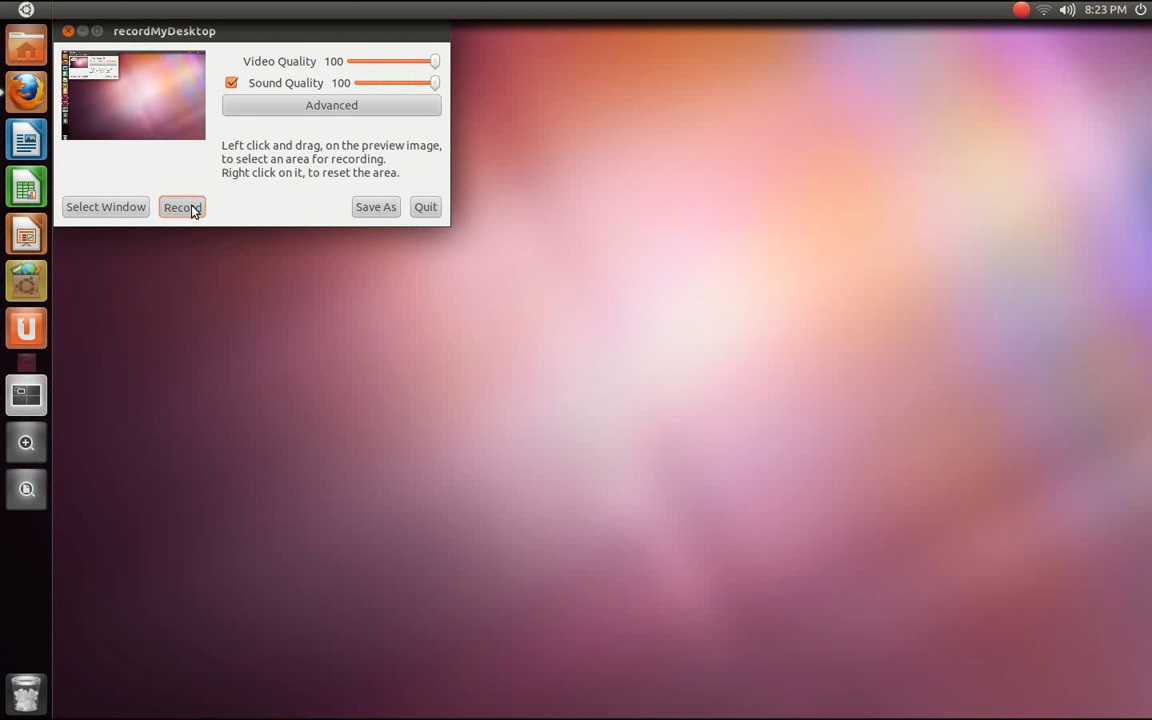 8:23 PM
recordMyDesktop
Video Quality 100
Sound Quality 100
Advanced
Left click and drag, on the preview image,
to select an area for recording.
Right click on it, to reset the area.
Select Window Record Save As Quit
U